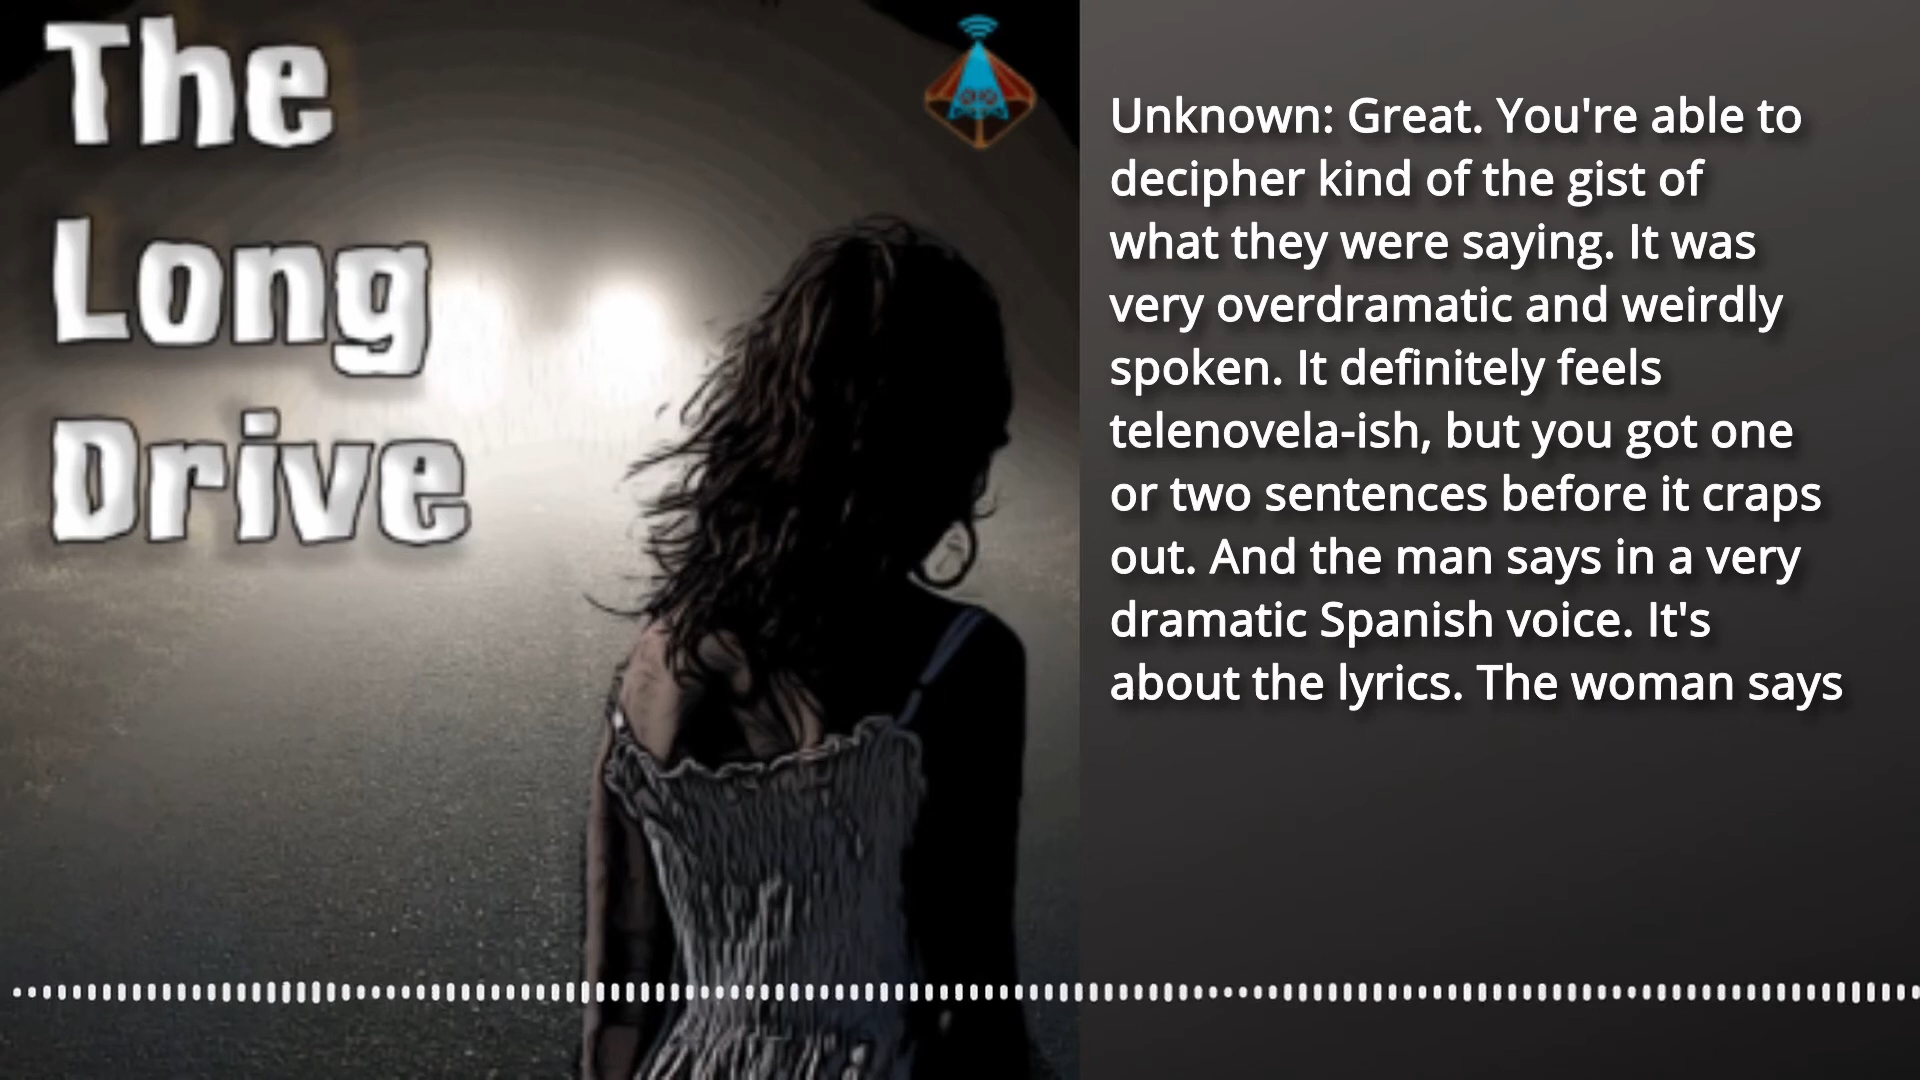 The
Long
Drive
Unknown: Great. You're able to
decipher kind of the gist of
what they were saying. It was
very overdramatic and weirdly
spoken. It definitely feels
telenovela-ish, but you got one
or two sentences before it craps
out. And the man says in a very
dramatic Spanish voice. It's
about the lyrics. The woman says